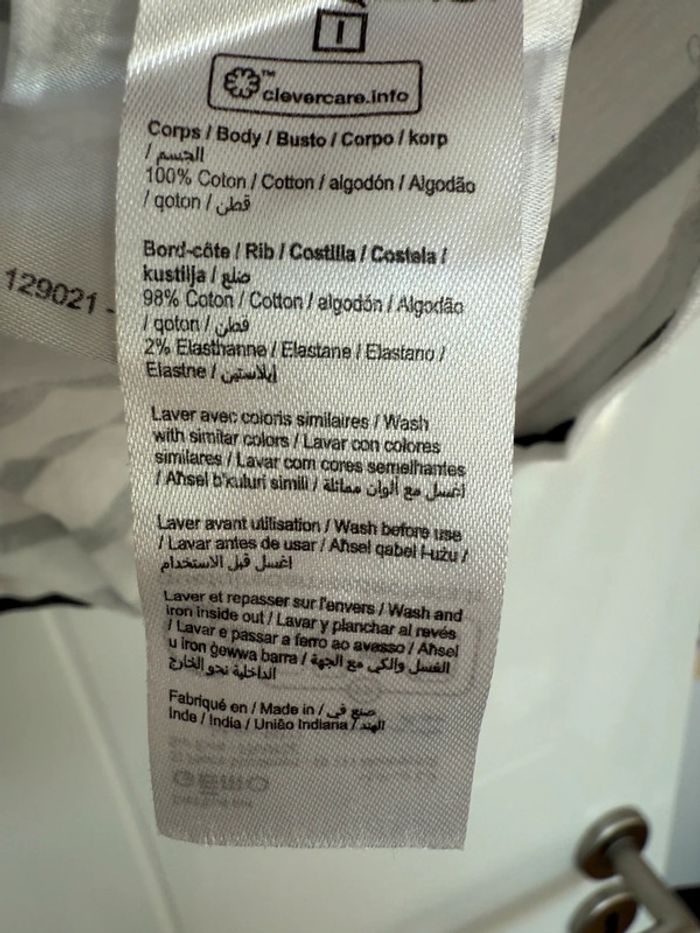 I
TM clevercare.info
Corps / Body / Busto / Corpo / korp
/ الجسم
100% Coton / Cotton / algodón / Algodão
/ qoton / قطن
Bord-côte / Rib / Costilla / Costela /
kustilja / ضلع
98% Coton / Cotton / algodón / Algodão
/ qoton / قطن
2% Elasthanne / Elastane / Elastano /
Elastne / إيلاستين
Laver avec coloris similaires / Wash
with similar colors / Lavar con colores
similares / Lavar com cores semelhantes
/ Aħsel b'kuluri simili / اغسل مع ألوان مماثلة
Laver avant utilisation / Wash before use
/ Lavar antes de usar / Aħsel qabel l-użu /
اغسل قبل الاستخدام
Laver et repasser sur l'envers / Wash and
iron inside out / Lavar y planchar al revés
/ Lavar e passar a ferro ao avesso / Aħsel
u iron ġewwa barra / الغسل والكي مع الجهة
الداخلية نحو الخارج
Fabriqué en / Made in / صنع في
Inde / India / União Indiana / الهند
129021 -